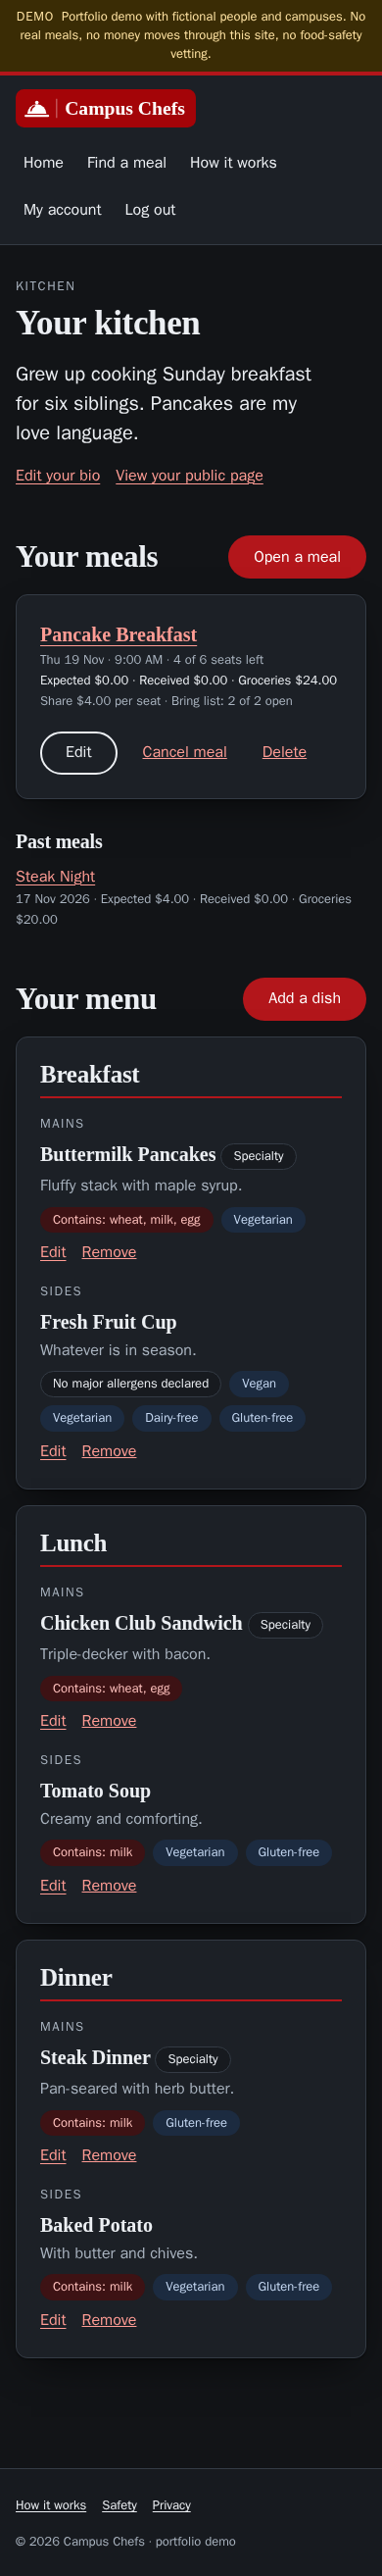 DEMO Portfolio demo with fictional people and campuses. No
real meals, no money moves through this site, no food-safety
vetting.
Campus Chefs
Home Find a meal How it works
My account Log out
KITCHEN
Your kitchen
Grew up cooking Sunday breakfast
for six siblings. Pancakes are my
love language.
Edit your bio View your public page
Your meals Open a meal
Pancake Breakfast
Thu 19 Nov · 9:00 AM · 4 of 6 seats left
Expected $0.00 · Received $0.00 · Groceries $24.00
Share $4.00 per seat · Bring list: 2 of 2 open
Edit Cancel meal Delete
Past meals
Steak Night
17 Nov 2026 · Expected $4.00 · Received $0.00 · Groceries
$20.00
Your menu Add a dish
Breakfast
MAINS
Buttermilk Pancakes Specialty
Fluffy stack with maple syrup.
Contains: wheat, milk, egg Vegetarian
Edit Remove
SIDES
Fresh Fruit Cup
Whatever is in season.
No major allergens declared Vegan
Vegetarian Dairy-free Gluten-free
Edit Remove
Lunch
MAINS
Chicken Club Sandwich Specialty
Triple-decker with bacon.
Contains: wheat, egg
Edit Remove
SIDES
Tomato Soup
Creamy and comforting.
Contains: milk Vegetarian Gluten-free
Edit Remove
Dinner
MAINS
Steak Dinner Specialty
Pan-seared with herb butter.
Contains: milk Gluten-free
Edit Remove
SIDES
Baked Potato
With butter and chives.
Contains: milk Vegetarian Gluten-free
Edit Remove
How it works Safety Privacy
© 2026 Campus Chefs · portfolio demo